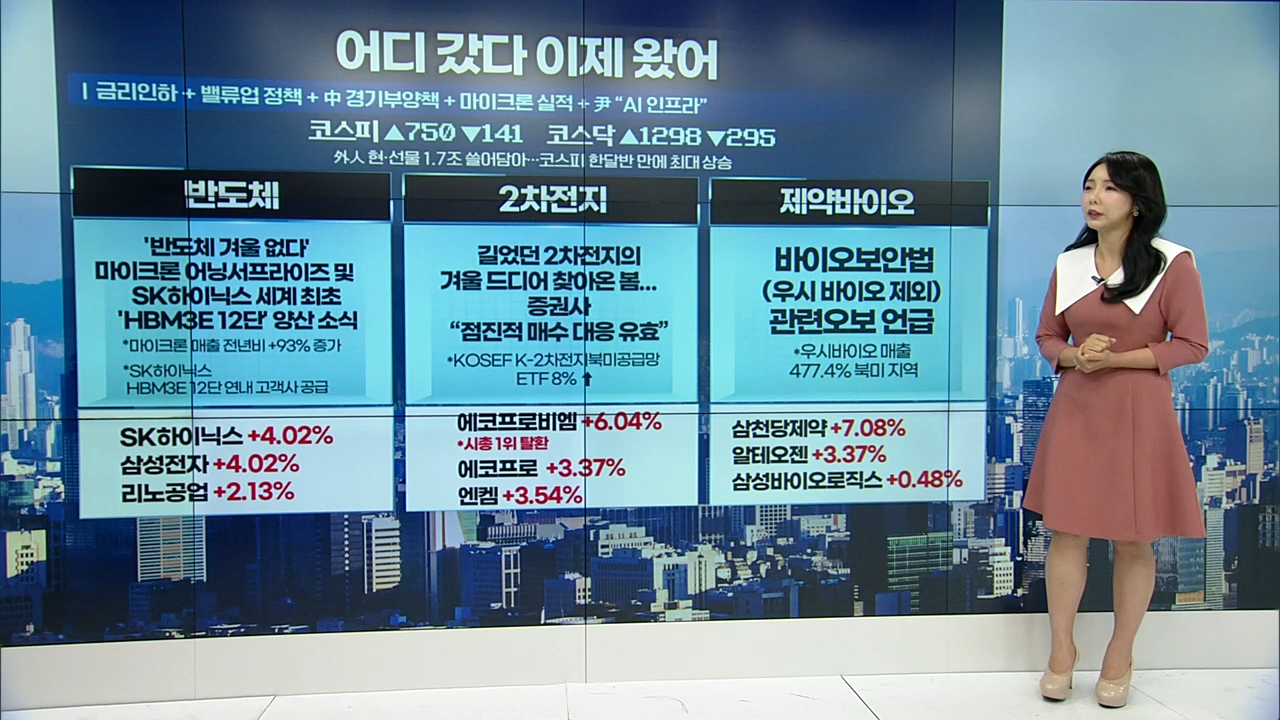 어디 갔다 이제 왔어
| 금리인하 + 밸류업 정책 + 中 경기부양책 + 마이크론 실적 + 尹 “AI 인프라”
코스피 ▲750 ▼141 코스닥 ▲1298 ▼295
외人 현·선물 1.7조 쓸어담아…코스피 한달반 만에 최대 상승
반도체
'반도체 겨울 없다'
마이크론 어닝서프라이즈 및
SK하이닉스 세계 최초
'HBM3E 12단' 양산 소식
*마이크론 매출 전년비 +93% 증가
*SK하이닉스
HBM3E 12단 연내 고객사 공급
SK하이닉스 +4.02%
삼성전자 +4.02%
리노공업 +2.13%
2차전지
길었던 2차전지의
겨울 드디어 찾아온 봄...
증권사
“점진적 매수 대응 유효”
*KOSEF K-2차전지북미공급망
ETF 8% ⬆
에코프로비엠 +6.04%
*시총 1위 탈환
에코프로 +3.37%
엔켐 +3.54%
제약바이오
바이오보안법
(우시 바이오 제외)
관련오보 언급
*우시바이오 매출
477.4% 북미 지역
삼천당제약 +7.08%
알테오젠 +3.37%
삼성바이오로직스 +0.48%